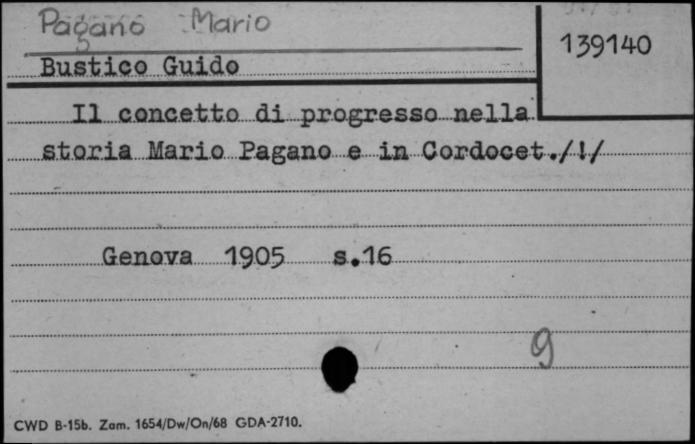 Pagano Mario
139140
Bustico Guido
Il concetto di progresso nella
storia Mario Pagano e in Cordocet./!/
Genova 1905 s.16
9
CWD B-15b. Zam. 1654/Dw/On/68 GDA-2710.